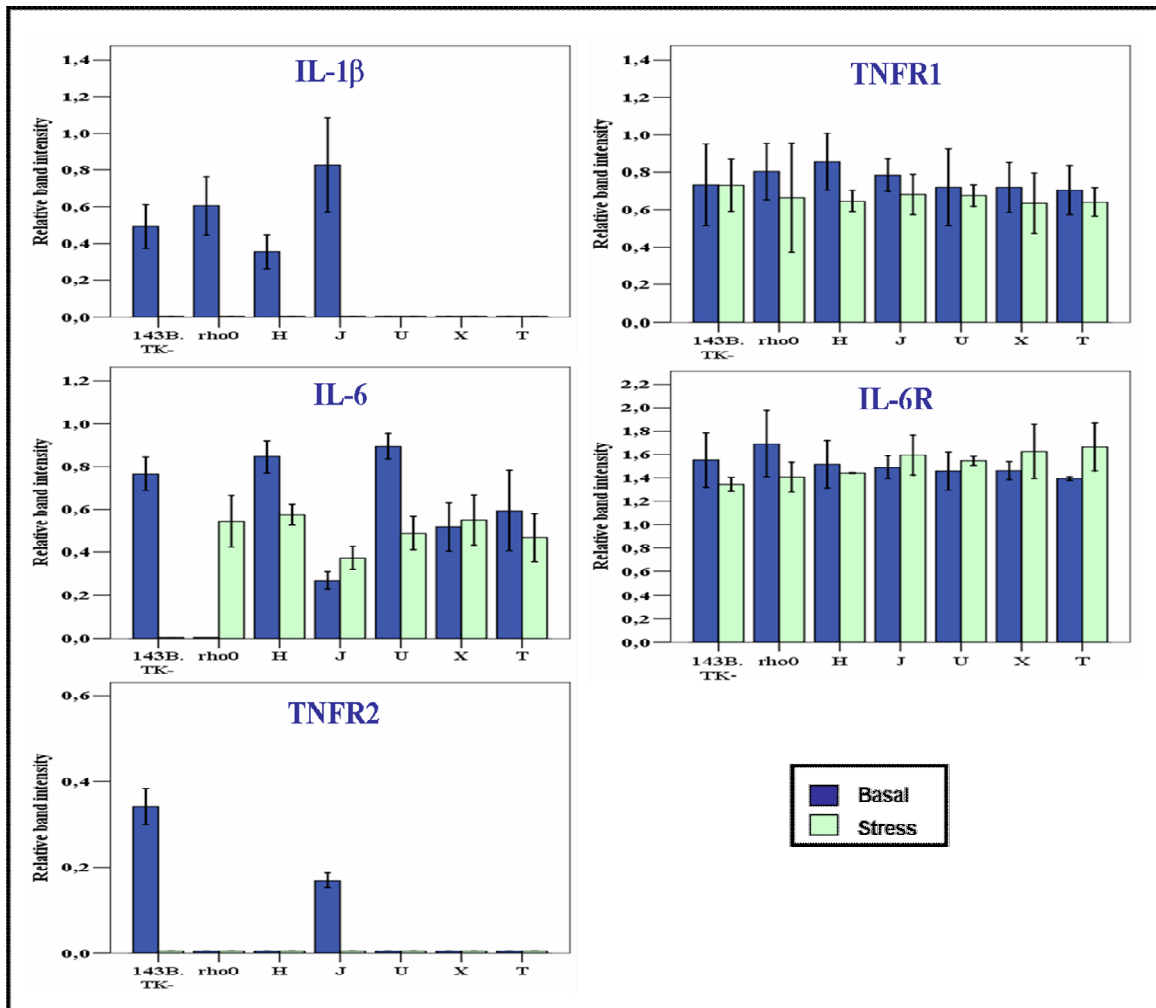 IL-1β
Relative band intensity
1,4
1,2
1,0
0,8
0,6
0,4
0,2
0,0
143B.
TK-
rho0 H J U X T
TNFR1
Relative band intensity
1,4
1,2
1,0
0,8
0,6
0,4
0,2
0,0
143B.
TK-
rho0 H J U X T
IL-6
Relative band intensity
1,2
1,0
0,8
0,6
0,4
0,2
0,0
143B.
TK-
rho0 H J U X T
IL-6R
Relative band intensity
2,2
2,0
1,8
1,6
1,4
1,2
1,0
0,8
0,6
0,4
0,2
0,0
143B.
TK-
rho0 H J U X T
TNFR2
Relative band intensity
0,6
0,4
0,2
0,0
143B.
TK-
rho0 H J U X T
Basal
Stress